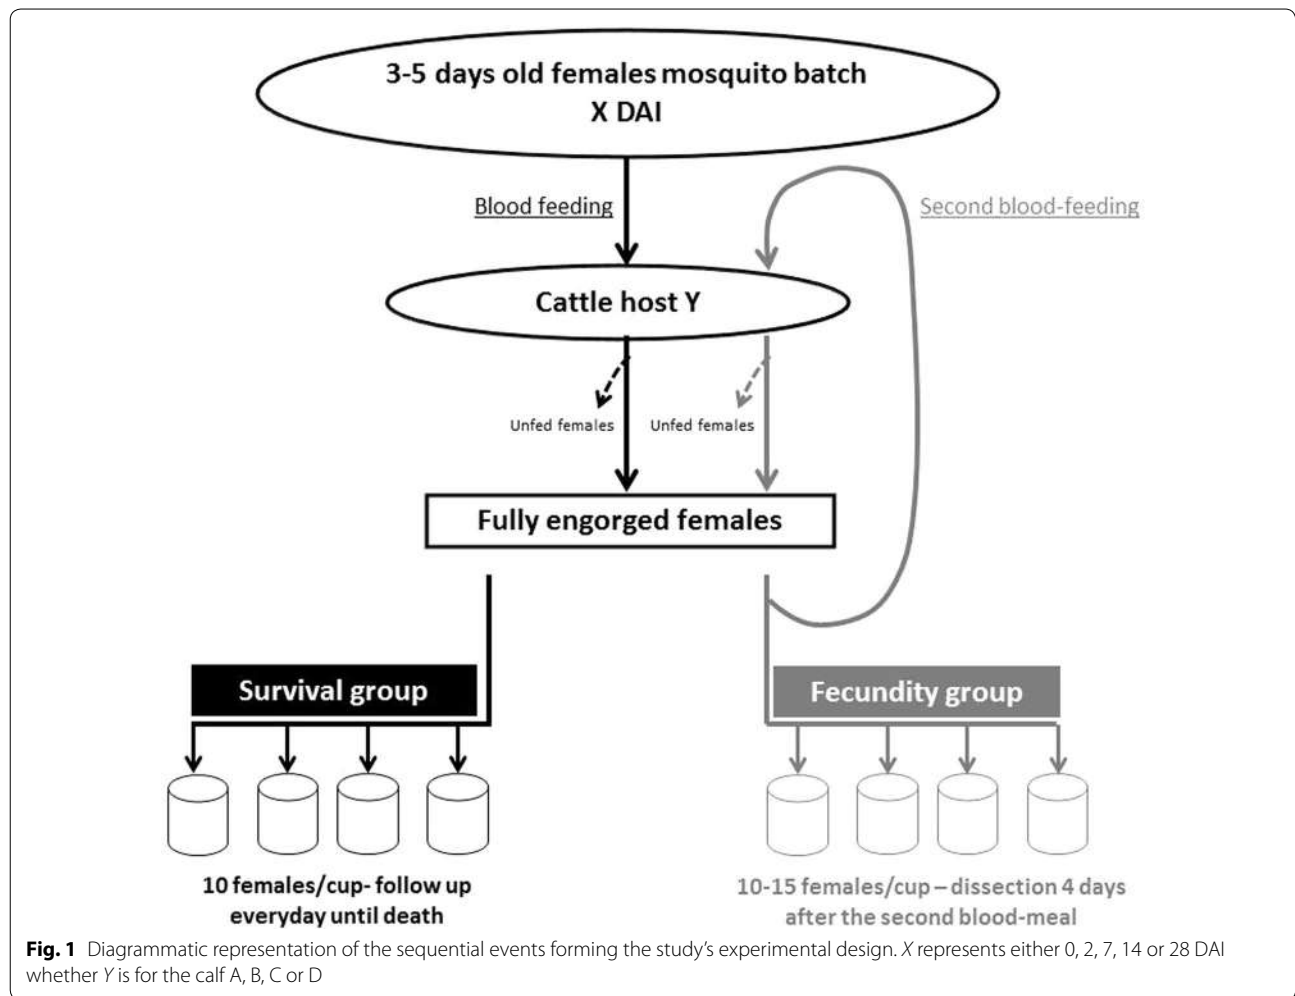 3-5 days old females mosquito batch
X DAI
Blood feeding
Second blood-feeding
Cattle host Y
Unfed females
Unfed females
Fully engorged females
Survival group
Fecundity group
10 females/cup- follow up
everyday until death
10-15 females/cup – dissection 4 days
after the second blood-meal
Fig. 1 Diagrammatic representation of the sequential events forming the study's experimental design. X represents either 0, 2, 7, 14 or 28 DAI
whether Y is for the calf A, B, C or D